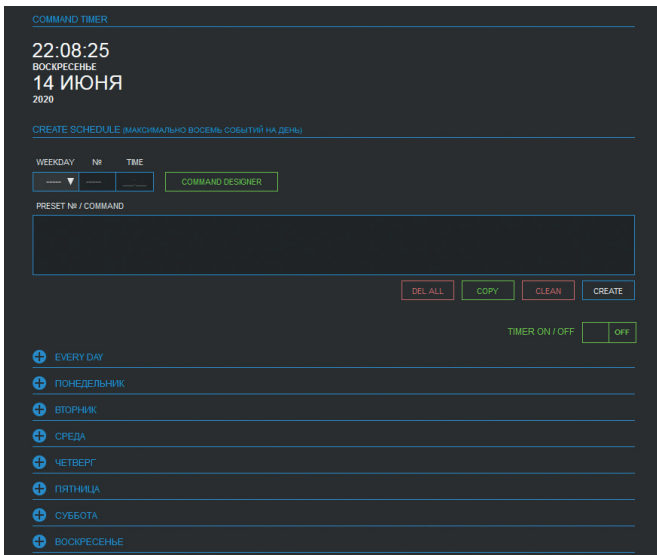 COMMAND TIMER
22:08:25
ВОСКРЕСЕНЬЕ
14 ИЮНЯ
2020
CREATE SCHEDULE (МАКСИМАЛЬНО ВОСЕМЬ СОБЫТИЙ НА ДЕНЬ)
WEEKDAY № TIME
----- ▼ ----- __:__ COMMAND DESIGNER
PRESET № / COMMAND
DEL ALL COPY CLEAN CREATE
TIMER ON / OFF OFF
EVERY DAY
ПОНЕДЕЛЬНИК
ВТОРНИК
СРЕДА
ЧЕТВЕРГ
ПЯТНИЦА
СУББОТА
ВОСКРЕСЕНЬЕ